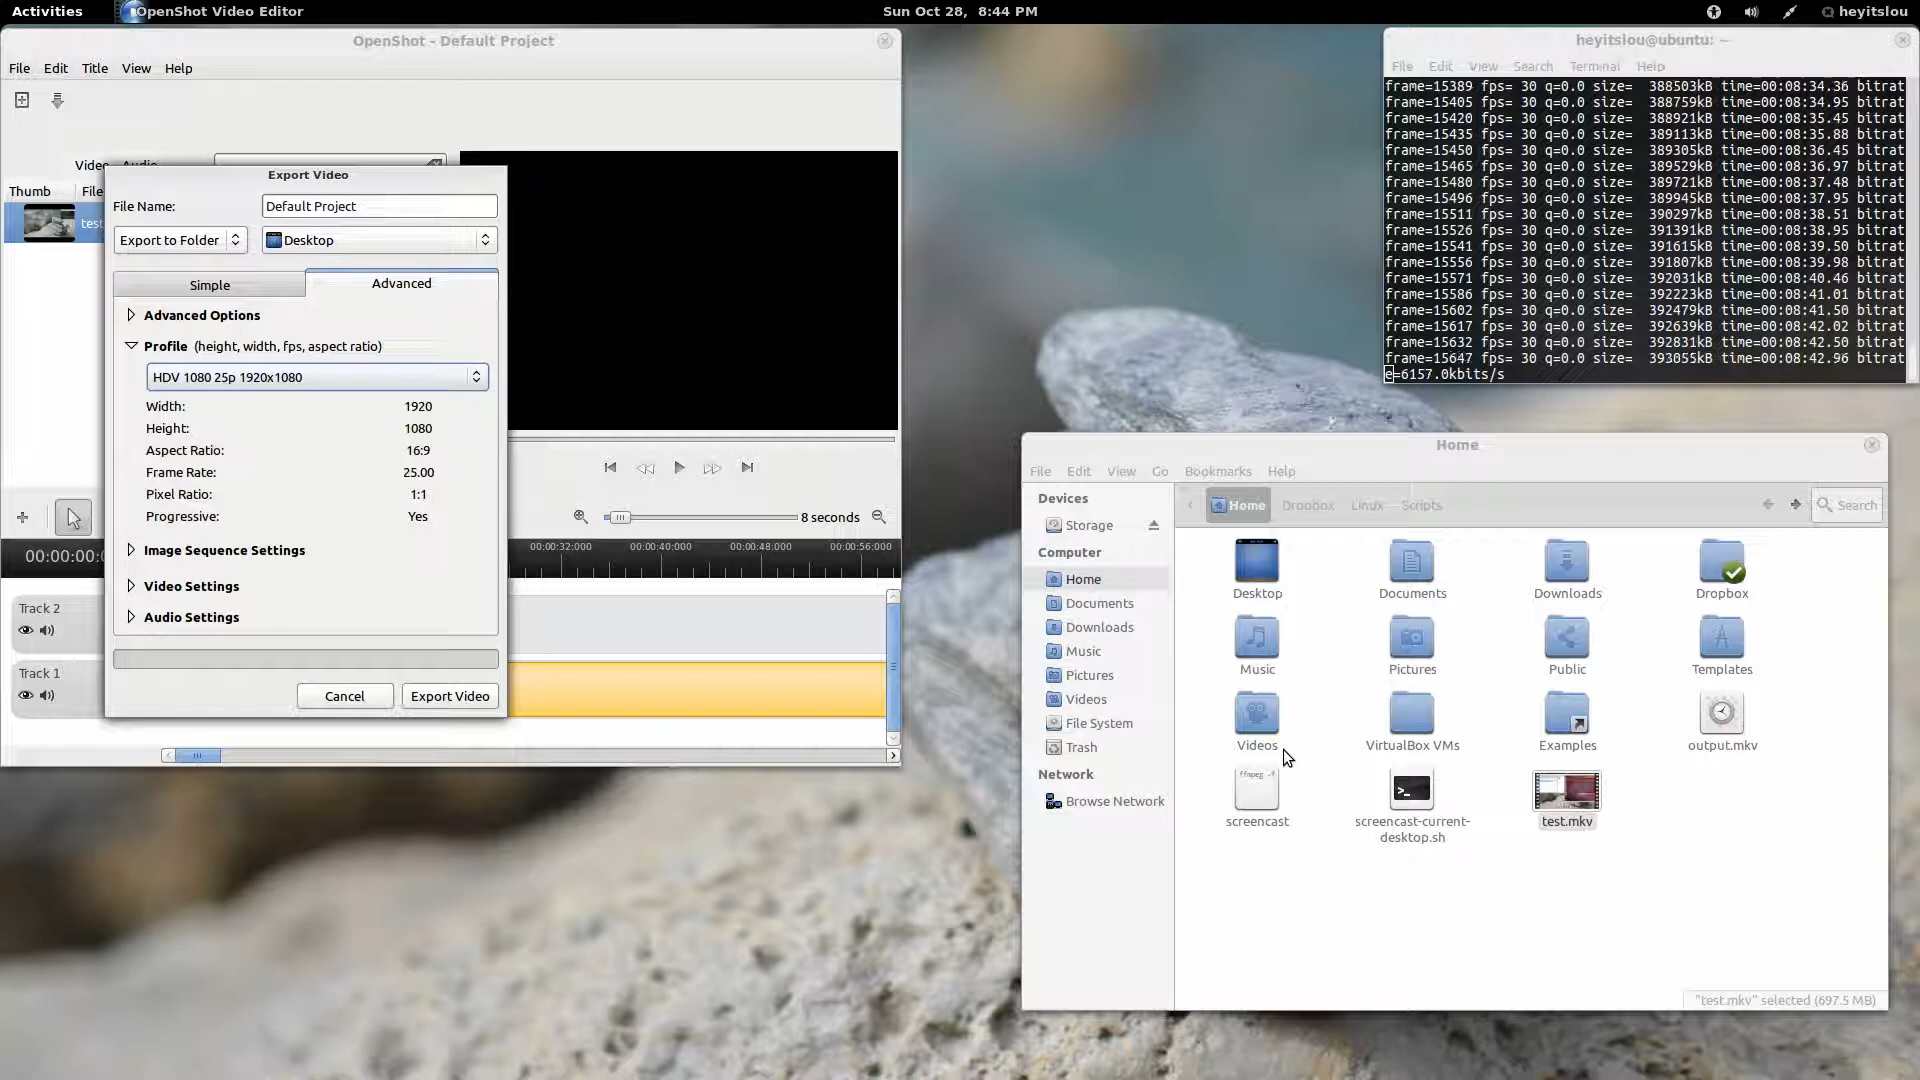 Activities
OpenShot Video Editor
Sun Oct 28, 8:44 PM
heyitslou
OpenShot - Default Project
File Edit Title View Help
Video Audio
Thumb File
test
Export Video
File Name: Default Project
Export to Folder Desktop
Simple Advanced
Advanced Options
Profile (height, width, fps, aspect ratio)
HDV 1080 25p 1920x1080
Width: 1920
Height: 1080
Aspect Ratio: 16:9
Frame Rate: 25.00
Pixel Ratio: 1:1
Progressive: Yes
Image Sequence Settings
Video Settings
Audio Settings
Cancel Export Video
8 seconds
00:00:00:0 00:00:32:000 00:00:40:000 00:00:48:000 00:00:56:000
Track 2
Track 1
heyitslou@ubuntu: ~
File Edit View Search Terminal Help
frame=15389 fps= 30 q=0.0 size= 388503kB time=00:08:34.36 bitrat
frame=15405 fps= 30 q=0.0 size= 388759kB time=00:08:34.95 bitrat
frame=15420 fps= 30 q=0.0 size= 388921kB time=00:08:35.45 bitrat
frame=15435 fps= 30 q=0.0 size= 389113kB time=00:08:35.88 bitrat
frame=15450 fps= 30 q=0.0 size= 389305kB time=00:08:36.45 bitrat
frame=15465 fps= 30 q=0.0 size= 389529kB time=00:08:36.97 bitrat
frame=15480 fps= 30 q=0.0 size= 389721kB time=00:08:37.48 bitrat
frame=15496 fps= 30 q=0.0 size= 389945kB time=00:08:37.95 bitrat
frame=15511 fps= 30 q=0.0 size= 390297kB time=00:08:38.51 bitrat
frame=15526 fps= 30 q=0.0 size= 391391kB time=00:08:38.95 bitrat
frame=15541 fps= 30 q=0.0 size= 391615kB time=00:08:39.50 bitrat
frame=15556 fps= 30 q=0.0 size= 391807kB time=00:08:39.98 bitrat
frame=15571 fps= 30 q=0.0 size= 392031kB time=00:08:40.46 bitrat
frame=15586 fps= 30 q=0.0 size= 392223kB time=00:08:41.01 bitrat
frame=15602 fps= 30 q=0.0 size= 392479kB time=00:08:41.50 bitrat
frame=15617 fps= 30 q=0.0 size= 392639kB time=00:08:42.02 bitrat
frame=15632 fps= 30 q=0.0 size= 392831kB time=00:08:42.50 bitrat
frame=15647 fps= 30 q=0.0 size= 393055kB time=00:08:42.96 bitrat
e=6157.0kbits/s
Home
File Edit View Go Bookmarks Help
Home Dropbox Linux Scripts Search
Devices
Storage
Computer
Home
Documents
Downloads
Music
Pictures
Videos
File System
Trash
Network
Browse Network
Desktop Documents Downloads Dropbox
Music Pictures Public Templates
Videos VirtualBox VMs Examples output.mkv
ffmpeg -f
screencast screencast-current-desktop.sh test.mkv
"test.mkv" selected (697.5 MB)